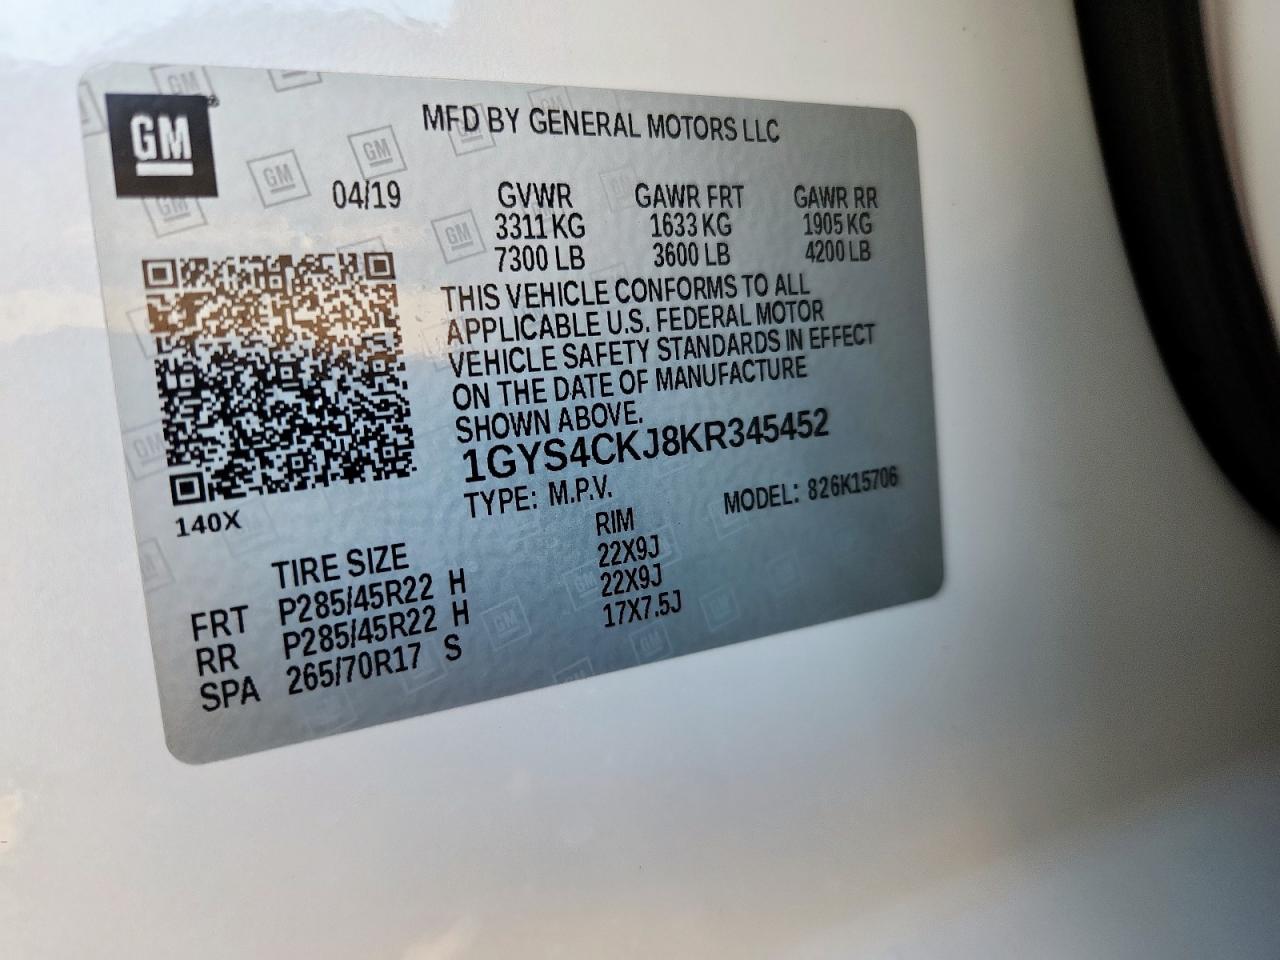 GM®
MFD BY GENERAL MOTORS LLC
04/19 GVWR GAWR FRT GAWR RR
3311 KG 1633 KG 1905 KG
7300 LB 3600 LB 4200 LB
THIS VEHICLE CONFORMS TO ALL
APPLICABLE U.S. FEDERAL MOTOR
VEHICLE SAFETY STANDARDS IN EFFECT
ON THE DATE OF MANUFACTURE
SHOWN ABOVE.
1GYS4CKJ8KR345452
TYPE: M.P.V. MODEL: 826K15706
140X
TIRE SIZE RIM
FRT P285/45R22 H 22X9J
RR P285/45R22 H 22X9J
SPA 265/70R17 S 17X7.5J